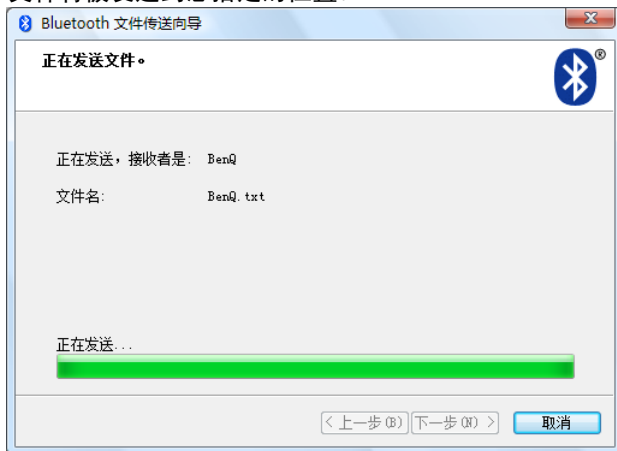 Bluetooth 文件传送向导
正在发送文件。
®
正在发送，接收者是: BenQ
文件名: BenQ.txt
正在发送...
< 上一步(B) 下一步(N) > 取消